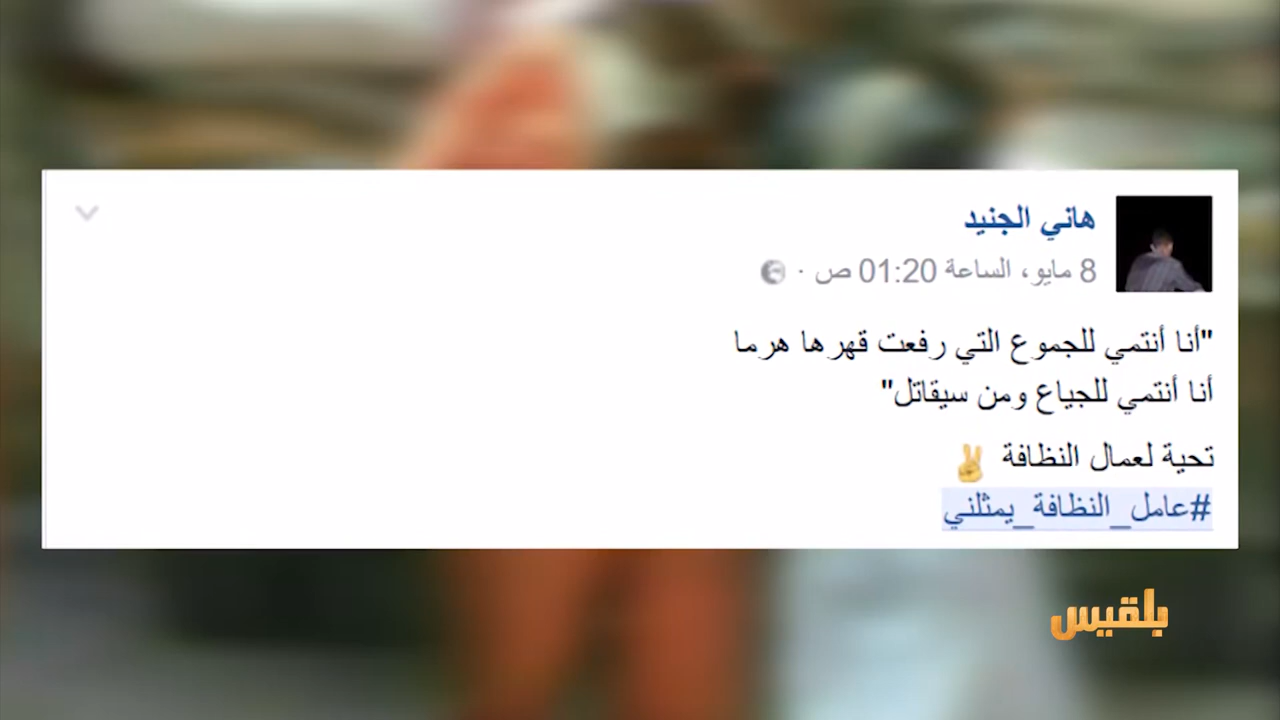 هاني الجنيد
8 مايو، الساعة 01:20 ص ·
"أنا أنتمي للجموع التي رفعت قهرها هرما
أنا أنتمي للجياع ومن سيقاتل"
تحية لعمال النظافة ✌
#عامل_النظافة_يمثلني
بلقيس